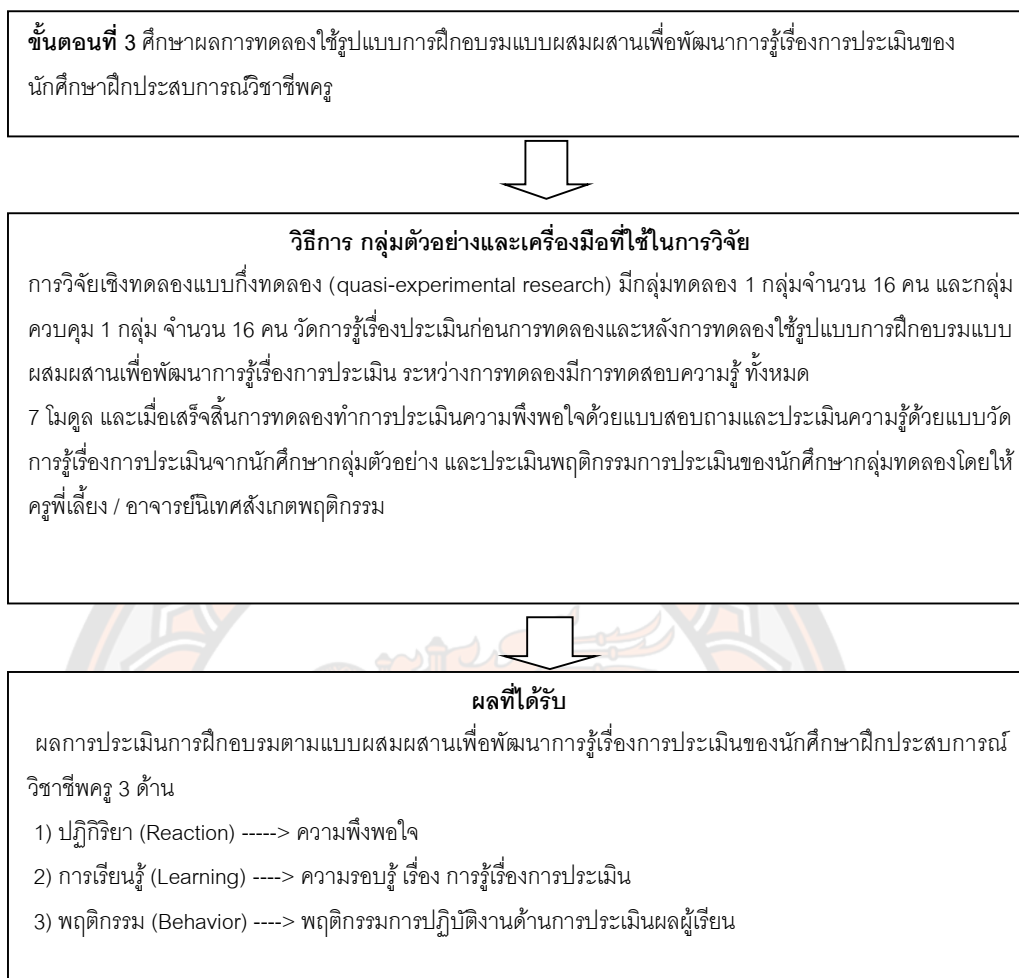 ขั้นตอนที่ 3 ศึกษาผลการทดลองใช้รูปแบบการฝึกอบรมแบบผสมผสานเพื่อพัฒนาการรู้เรื่องการประเมินของ
นักศึกษาฝึกประสบการณ์วิชาชีพครู
วิธีการ กลุ่มตัวอย่างและเครื่องมือที่ใช้ในการวิจัย
การวิจัยเชิงทดลองแบบกึ่งทดลอง (quasi-experimental research) มีกลุ่มทดลอง 1 กลุ่มจำนวน 16 คน และกลุ่ม
ควบคุม 1 กลุ่ม จำนวน 16 คน วัดการรู้เรื่องประเมินก่อนการทดลองและหลังการทดลองใช้รูปแบบการฝึกอบรมแบบ
ผสมผสานเพื่อพัฒนาการรู้เรื่องการประเมิน ระหว่างการทดลองมีการทดสอบความรู้ ทั้งหมด
7 โมดูล และเมื่อเสร็จสิ้นการทดลองทำการประเมินความพึงพอใจด้วยแบบสอบถามและประเมินความรู้ด้วยแบบวัด
การรู้เรื่องการประเมินจากนักศึกษากลุ่มตัวอย่าง และประเมินพฤติกรรมการประเมินของนักศึกษากลุ่มทดลองโดยให้
ครูพี่เลี้ยง / อาจารย์นิเทศสังเกตพฤติกรรม
ผลที่ได้รับ
ผลการประเมินการฝึกอบรมตามแบบผสมผสานเพื่อพัฒนาการรู้เรื่องการประเมินของนักศึกษาฝึกประสบการณ์
วิชาชีพครู 3 ด้าน
1) ปฏิกิริยา (Reaction) -----> ความพึงพอใจ
2) การเรียนรู้ (Learning) ----> ความรอบรู้ เรื่อง การรู้เรื่องการประเมิน
3) พฤติกรรม (Behavior) ----> พฤติกรรมการปฏิบัติงานด้านการประเมินผลผู้เรียน